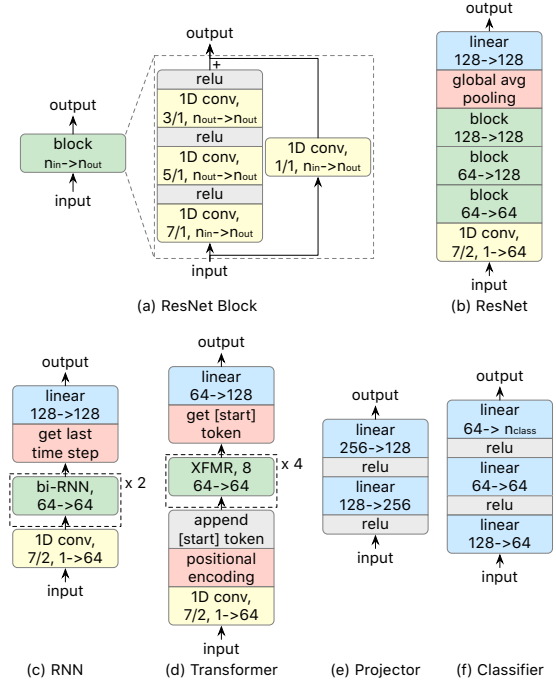 output
block
nin->nout
input
output
+
relu
1D conv,
3/1, nout->nout
relu
1D conv,
5/1, nout->nout
relu
1D conv,
7/1, nin->nout
1D conv,
1/1, nin->nout
input
(a) ResNet Block
output
linear
128->128
global avg
pooling
block
128->128
block
64->128
block
64->64
1D conv,
7/2, 1->64
input
(b) ResNet
output
linear
128->128
get last
time step
bi-RNN,
64->64
x 2
1D conv,
7/2, 1->64
input
(c) RNN
output
linear
64->128
get [start]
token
XFMR, 8
64->64
x 4
append
[start] token
positional
encoding
1D conv,
7/2, 1->64
input
(d) Transformer
output
linear
256->128
relu
linear
128->256
relu
input
(e) Projector
output
linear
64-> nclass
relu
linear
64->64
relu
linear
128->64
input
(f) Classifier